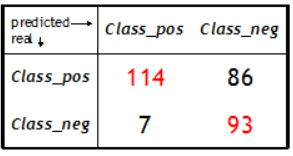 predicted→ Class_pos Class_neg
real ↓
Class_pos 114 86
Class_neg 7 93